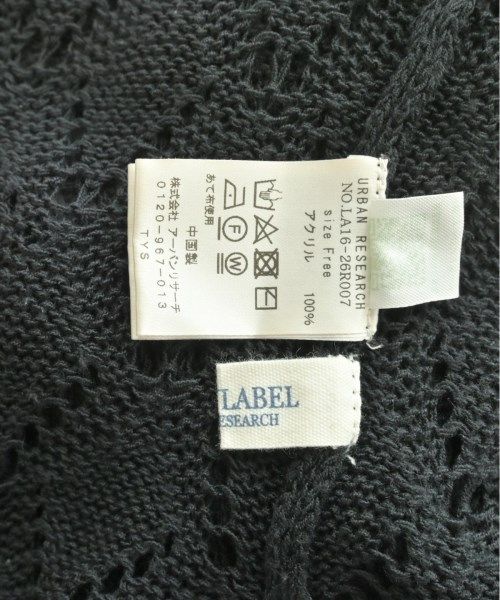 URBAN RESEARCH
NO.LA16-26R007
size Free
アクリル 100%
あて布使用
中国製
株式会社 アーバンリサーチ
0120-967-013
TYS
LABEL
ESEARCH